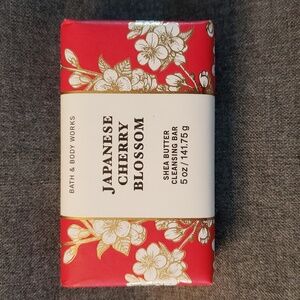 BATH & BODY WORKS
JAPANESE
CHERRY
BLOSSOM
SHEA BUTTER
CLEANSING BAR
5 oz / 141.75 g